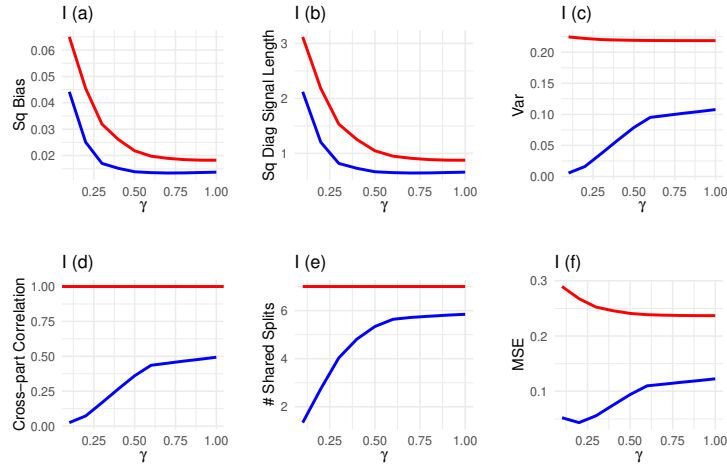 I (a)
Sq Bias
0.06
0.05
0.04
0.03
0.02
0.25 0.50 0.75 1.00
γ
I (b)
Sq Diag Signal Length
3
2
1
0.25 0.50 0.75 1.00
γ
I (c)
Var
0.20
0.15
0.10
0.05
0.00
0.25 0.50 0.75 1.00
γ
I (d)
Cross−part Correlation
1.00
0.75
0.50
0.25
0.00
0.25 0.50 0.75 1.00
γ
I (e)
# Shared Splits
6
4
2
0.25 0.50 0.75 1.00
γ
I (f)
MSE
0.3
0.2
0.1
0.25 0.50 0.75 1.00
γ